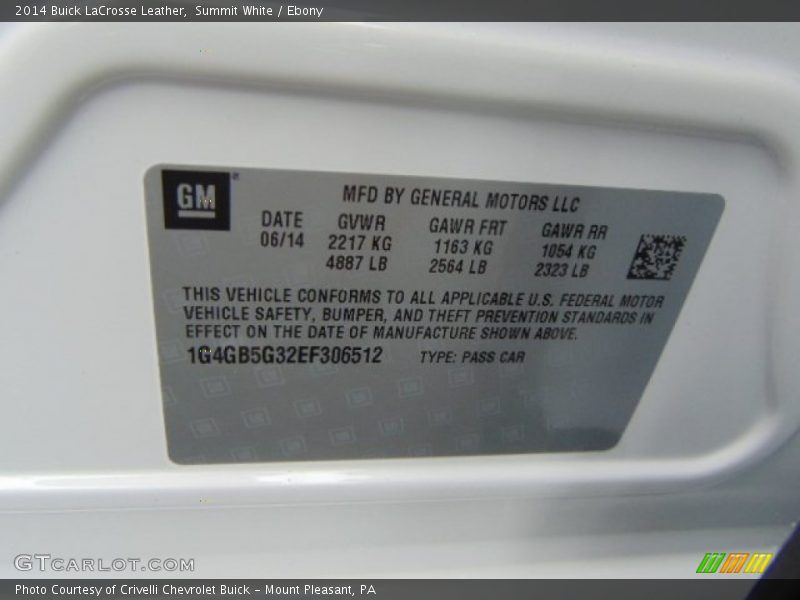 2014 Buick LaCrosse Leather, Summit White / Ebony
GM
MFD BY GENERAL MOTORS LLC
DATE GVWR GAWR FRT GAWR RR
06/14 2217 KG 1163 KG 1054 KG
4887 LB 2564 LB 2323 LB
THIS VEHICLE CONFORMS TO ALL APPLICABLE U.S. FEDERAL MOTOR
VEHICLE SAFETY, BUMPER, AND THEFT PREVENTION STANDARDS IN
EFFECT ON THE DATE OF MANUFACTURE SHOWN ABOVE.
1G4GB5G32EF306512 TYPE: PASS CAR
GTCARLOT.COM
Photo Courtesy of Crivelli Chevrolet Buick - Mount Pleasant, PA